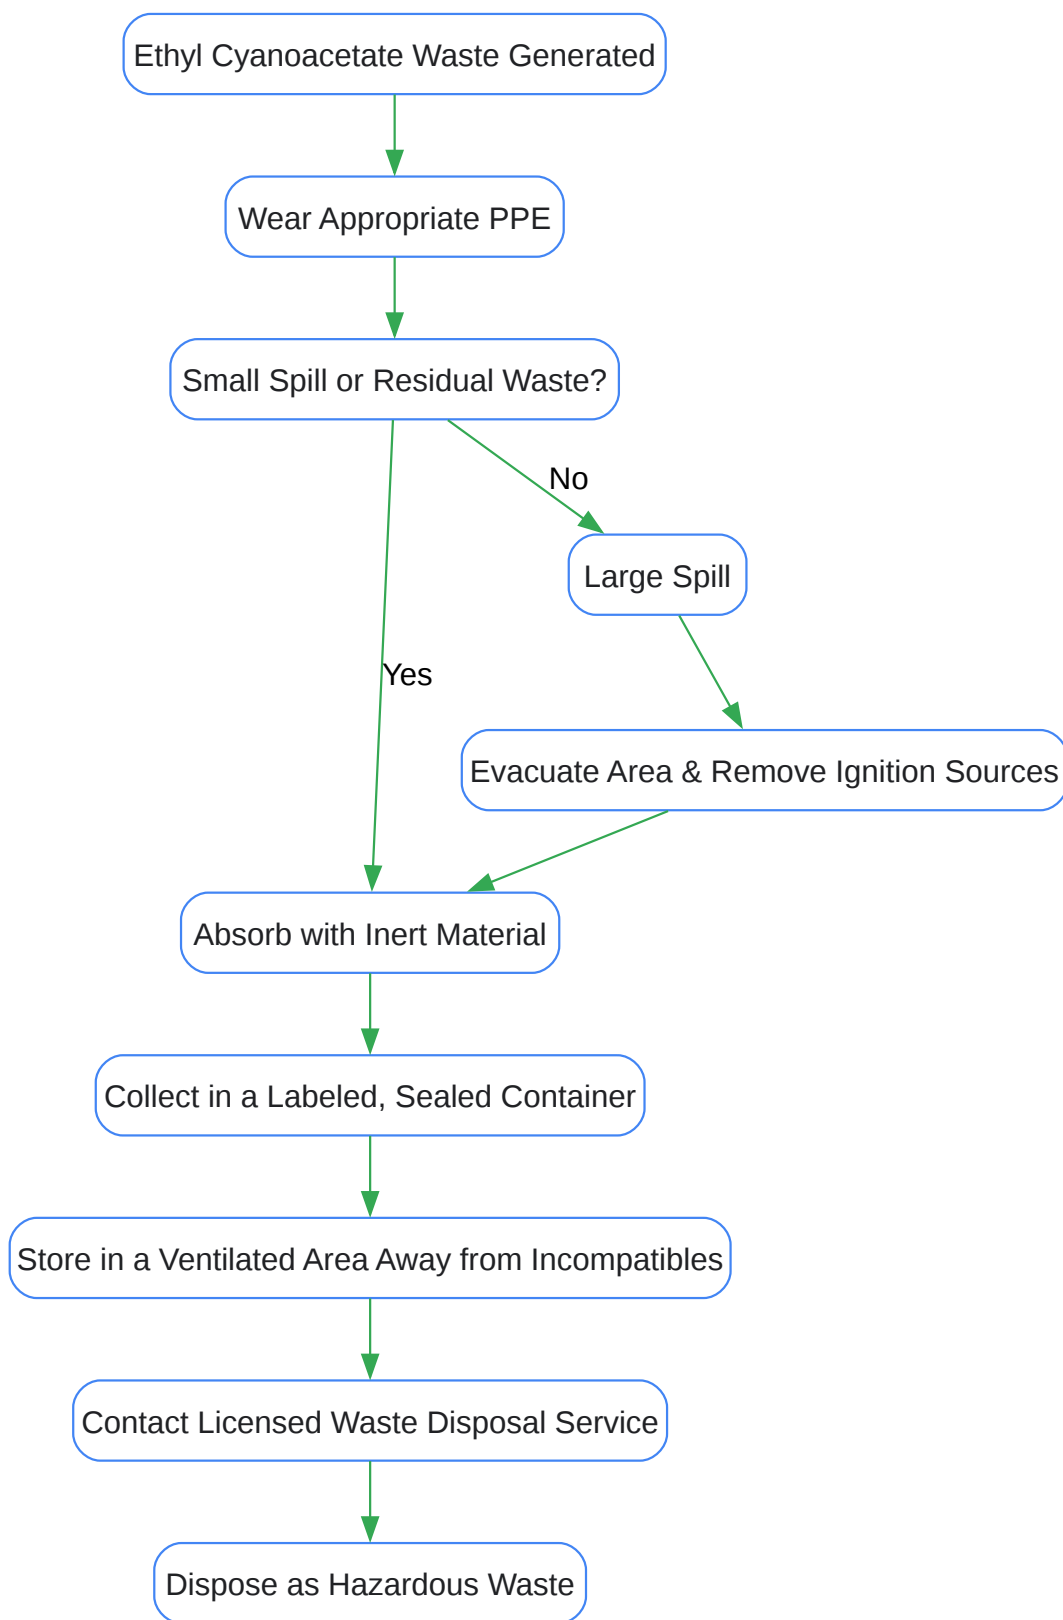 Ethyl Cyanoacetate Waste Generated
Wear Appropriate PPE
Small Spill or Residual Waste?
No
Large Spill
Yes
Evacuate Area & Remove Ignition Sources
Absorb with Inert Material
Collect in a Labeled, Sealed Container
Store in a Ventilated Area Away from Incompatibles
Contact Licensed Waste Disposal Service
Dispose as Hazardous Waste